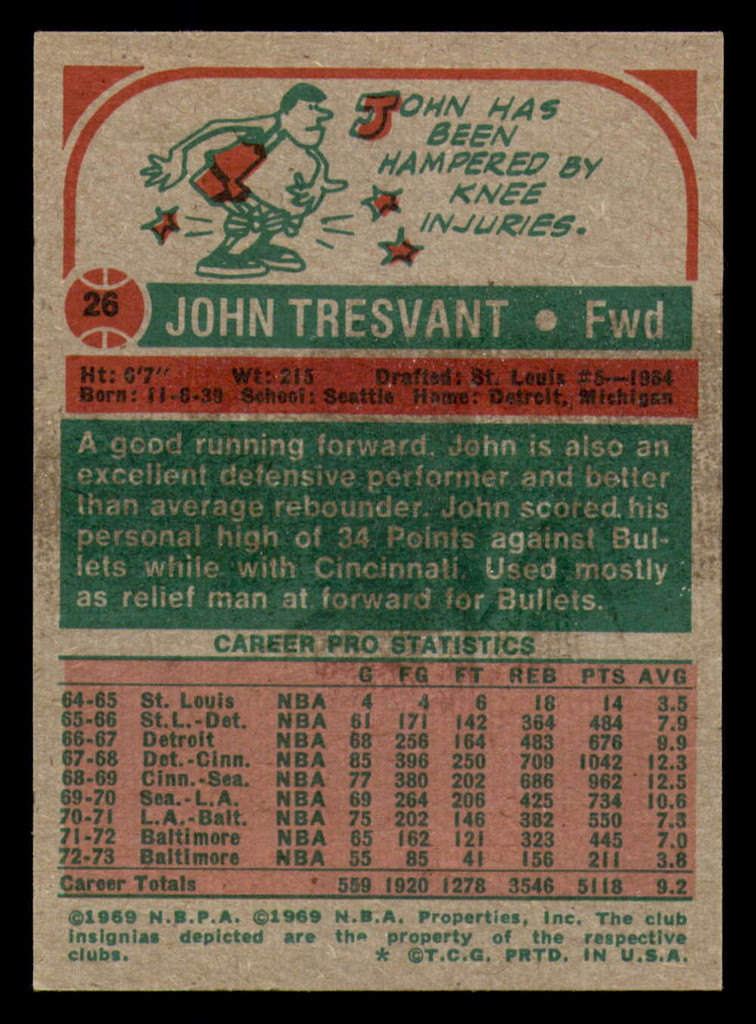 JOHN HAS
BEEN
HAMPERED BY
KNEE
INJURIES.
26
JOHN TRESVANT • Fwd
Ht: 6'7" Wt: 215 Drafted: St. Louis #5—1964
Born: 11-6-39 School: Seattle Home: Detroit, Michigan
A good running forward. John is also an
excellent defensive performer and better
than average rebounder. John scored his
personal high of 34 Points against Bul-
lets while with Cincinnati. Used mostly
as relief man at forward for Bullets.
CAREER PRO STATISTICS
G FG FT REB PTS AVG
64-65 St. Louis NBA 4 4 6 18 14 3.5
65-66 St.L.-Det. NBA 61 171 142 364 484 7.9
66-67 Detroit NBA 68 256 164 483 676 9.9
67-68 Det.-Cinn. NBA 85 396 250 709 1042 12.3
68-69 Cinn.-Sea. NBA 77 380 202 686 962 12.5
69-70 Sea.-L.A. NBA 69 264 206 425 734 10.6
70-71 L.A.-Balt. NBA 75 202 146 382 550 7.3
71-72 Baltimore NBA 65 162 121 323 445 7.0
72-73 Baltimore NBA 55 85 41 156 211 3.8
Career Totals 559 1920 1278 3546 5118 9.2
©1969 N.B.P.A. ©1969 N.B.A. Properties, Inc. The club
insignias depicted are the property of the respective
clubs. * ©T.C.G. PRTD. IN U.S.A.